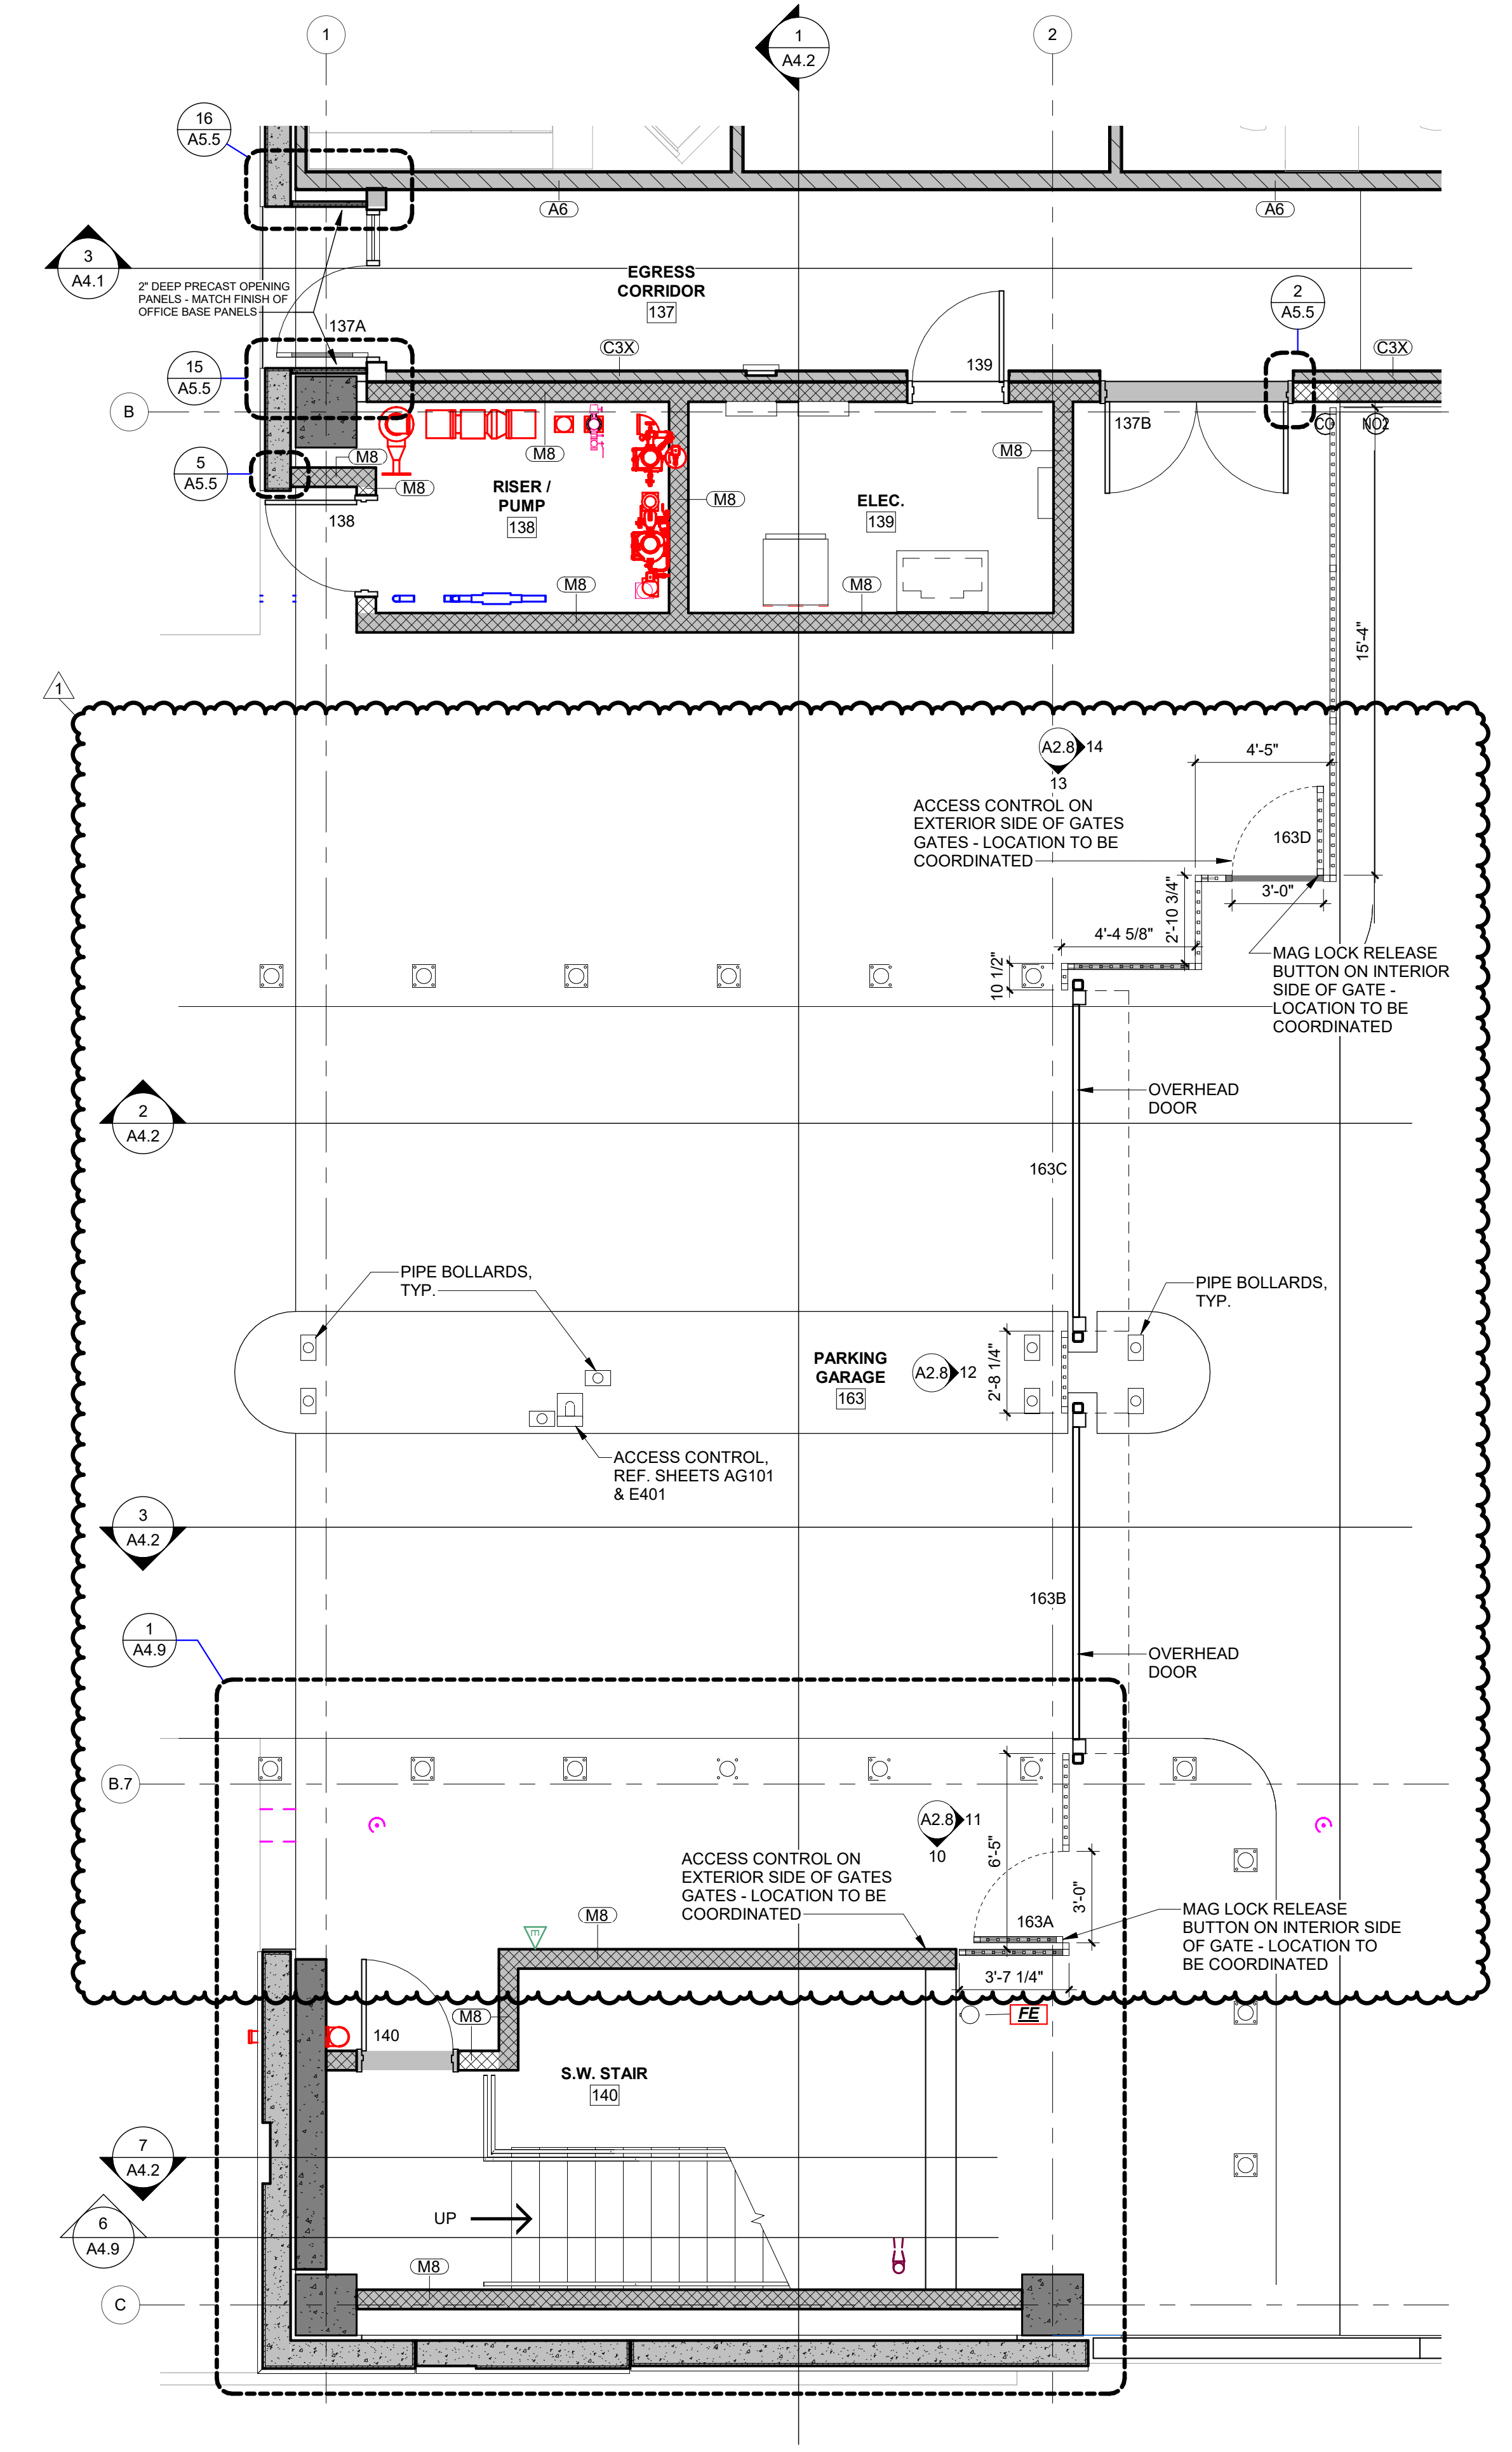 1
1
A4.2
2
16
A5.5
A6
A6
3
A4.1
EGRESS
CORRIDOR
137
2" DEEP PRECAST OPENING
PANELS - MATCH FINISH OF
OFFICE BASE PANELS
2
A5.5
137A
C3X
C3X
15
A5.5
139
B
137B
CO
NO2
M8
M8
M8
5
A5.5
M8
RISER /
PUMP
138
M8
ELEC.
139
138
M8
M8
15'-4"
1
A2.8
14
13
4'-5"
ACCESS CONTROL ON
EXTERIOR SIDE OF GATES
GATES - LOCATION TO BE
COORDINATED
163D
3'-0"
2'-10 3/4"
4'-4 5/8"
10 1/2"
MAG LOCK RELEASE
BUTTON ON INTERIOR
SIDE OF GATE -
LOCATION TO BE
COORDINATED
OVERHEAD
DOOR
2
A4.2
163C
PIPE BOLLARDS,
TYP.
PIPE BOLLARDS,
TYP.
PARKING
GARAGE
163
A2.8
12
2'-8 1/4"
ACCESS CONTROL,
REF. SHEETS AG101
& E401
3
A4.2
163B
1
A4.9
OVERHEAD
DOOR
B.7
A2.8
11
10
6'-5"
ACCESS CONTROL ON
EXTERIOR SIDE OF GATES
GATES - LOCATION TO BE
COORDINATED
3'-0"
M8
E
163A
MAG LOCK RELEASE
BUTTON ON INTERIOR SIDE
OF GATE - LOCATION TO
BE COORDINATED
3'-7 1/4"
M8
FE
140
S.W. STAIR
140
7
A4.2
UP
6
A4.9
M8
C